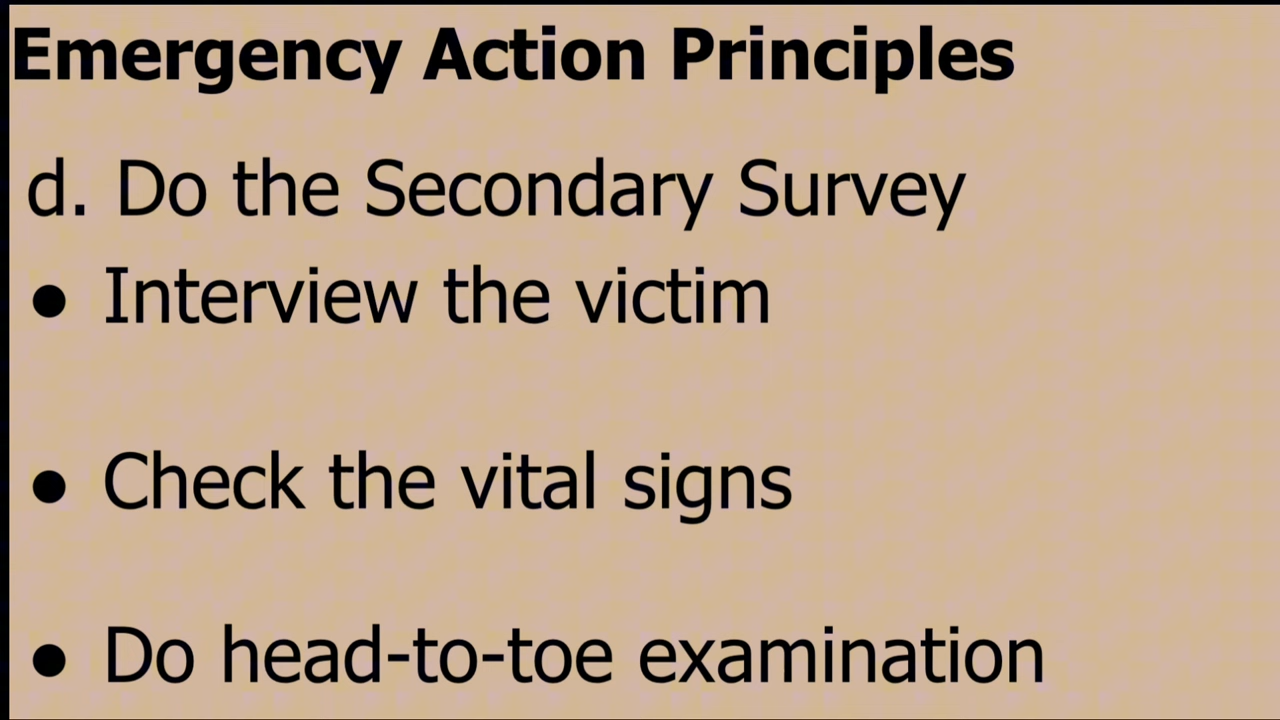 Emergency Action Principles
d. Do the Secondary Survey
● Interview the victim
● Check the vital signs
● Do head-to-toe examination